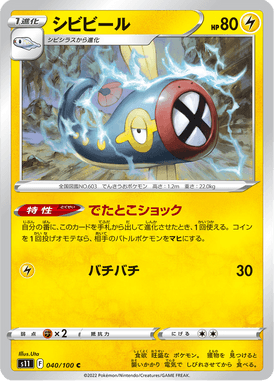 1進化 シビビール HP80
シビシラスから進化
全国図鑑NO.603 でんきうおポケモン 高さ:1.2m 重さ:22.0kg
特性 でたとこショック
自分の番に、このカードを手札から出して進化させたとき、1回使える。コイン
を1回投げオモテなら、相手のバトルポケモンをマヒにする。
パチパチ 30
弱点 ×2 抵抗力 にげる
Illus.Uta
s11 F 040/100 C
食欲 旺盛な ポケモン。獲物を 見つけると
電気で しびれさせてから 食べる。
©2022 Pokémon/Nintendo/Creatures/GAME FREAK.